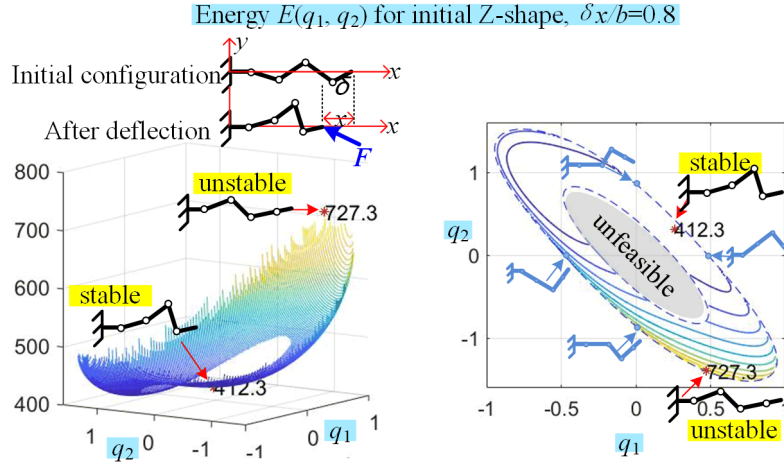 Energy E(q1, q2) for initial Z-shape, δx/b=0.8
y
Initial configuration
x
δ
After deflection
x
x
F
800
700
600
500
400
unstable
727.3
stable
412.3
1
0
-1
q2
-1
0
1
q1
1
0
-1
q2
-1
-0.5
0
0.5
q1
stable
412.3
unfeasible
727.3
unstable